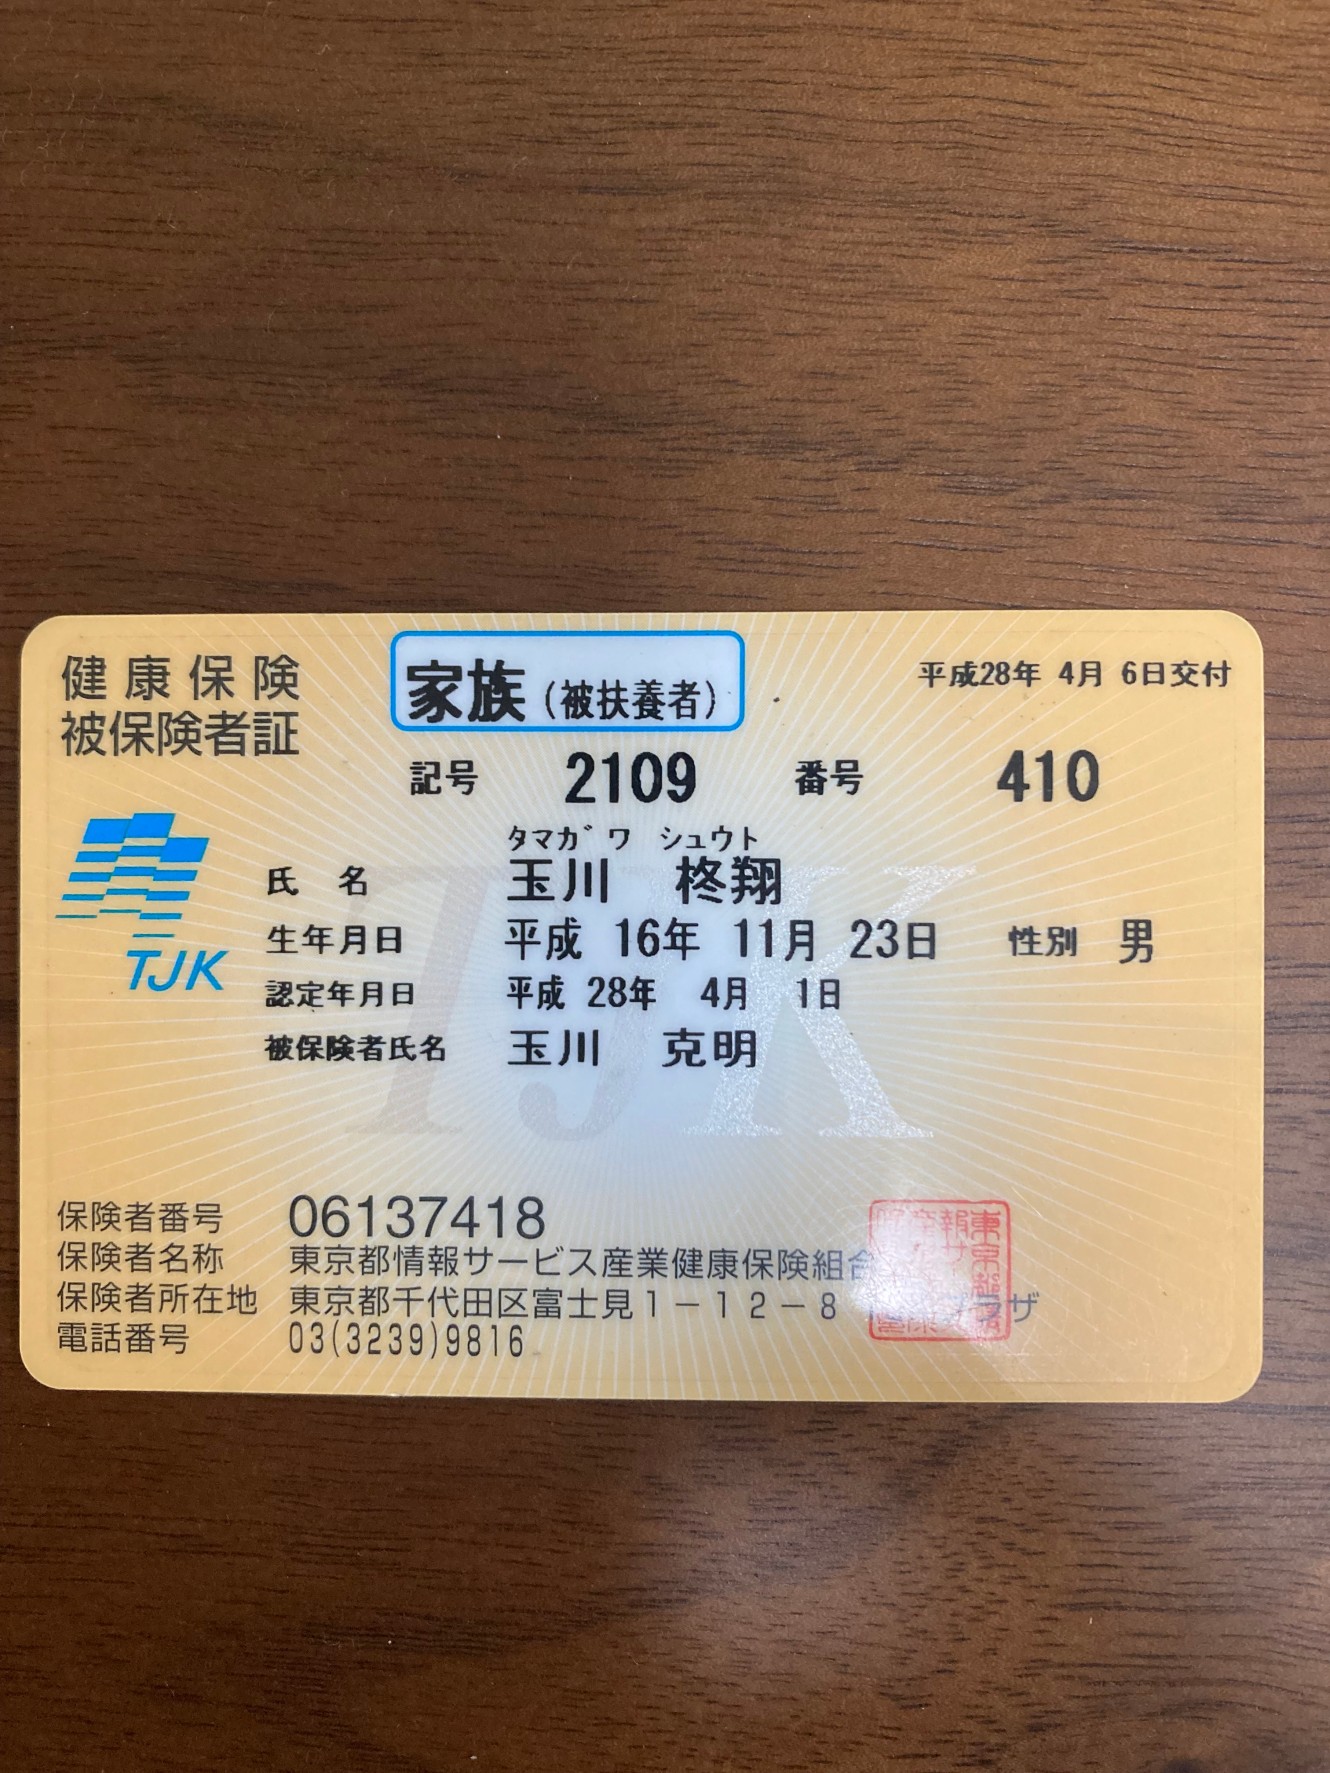 健康保険
被保険者証
家族(被扶養者)
平成28年 4月 6日交付
記号 2109 番号 410
タマガワ シュウト
氏名 玉川 柊翔
生年月日 平成 16年 11月 23日 性別 男
認定年月日 平成 28年 4月 1日
被保険者氏名 玉川 克明
TJK
TJK
保険者番号 06137418
保険者名称 東京都情報サービス産業健康保険組合
保険者所在地 東京都千代田区富士見1-12-8 プラザ
電話番号 03(3239)9816